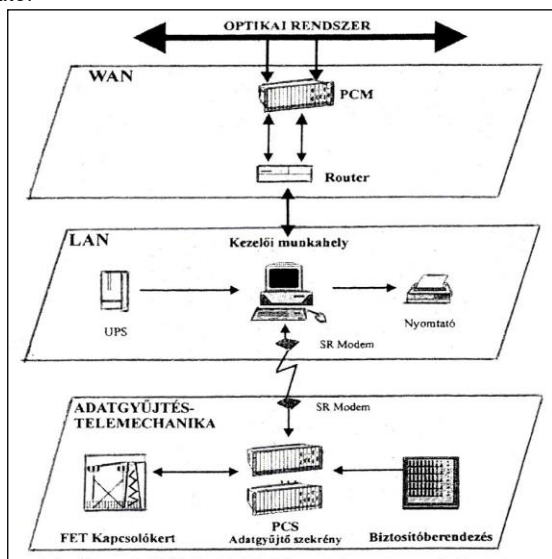 OPTIKAI RENDSZER
WAN
PCM
Router
LAN
Kezelői munkahely
UPS
Nyomtató
SR Modem
ADATGYŰJTÉS-
TELEMECHANIKA
SR Modem
FET Kapcsolókert
PCS
Adatgyűjtő szekrény
Biztosítóberendezés